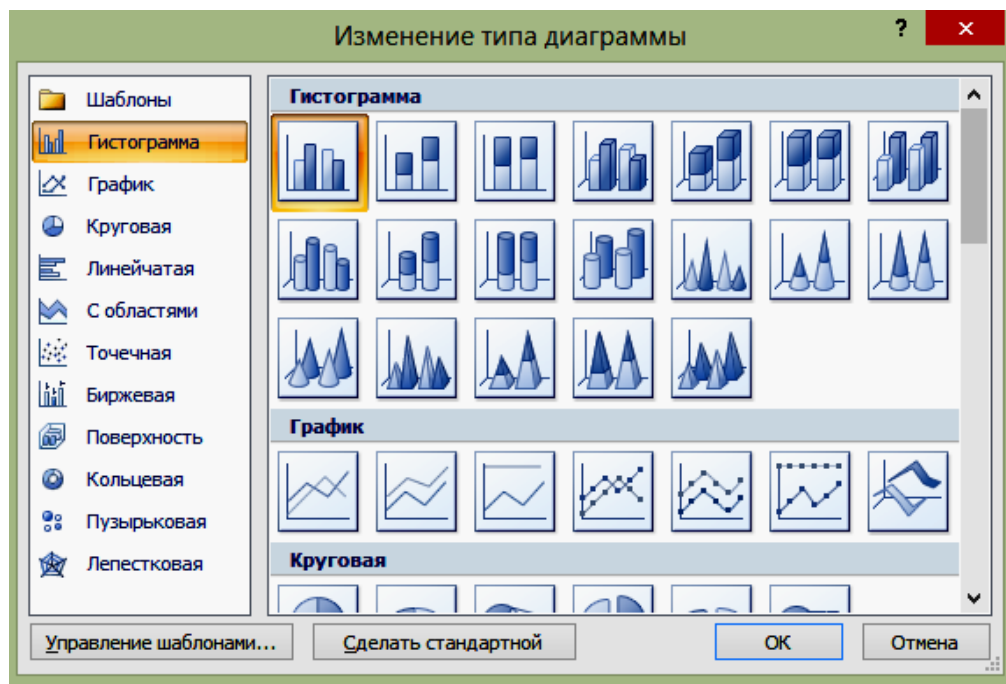 Изменение типа диаграммы
?
×
Шаблоны
Гистограмма
График
Круговая
Линейчатая
С областями
Точечная
Биржевая
Поверхность
Кольцевая
Пузырьковая
Лепестковая
Гистограмма
График
Круговая
Управление шаблонами...
Сделать стандартной
ОК
Отмена